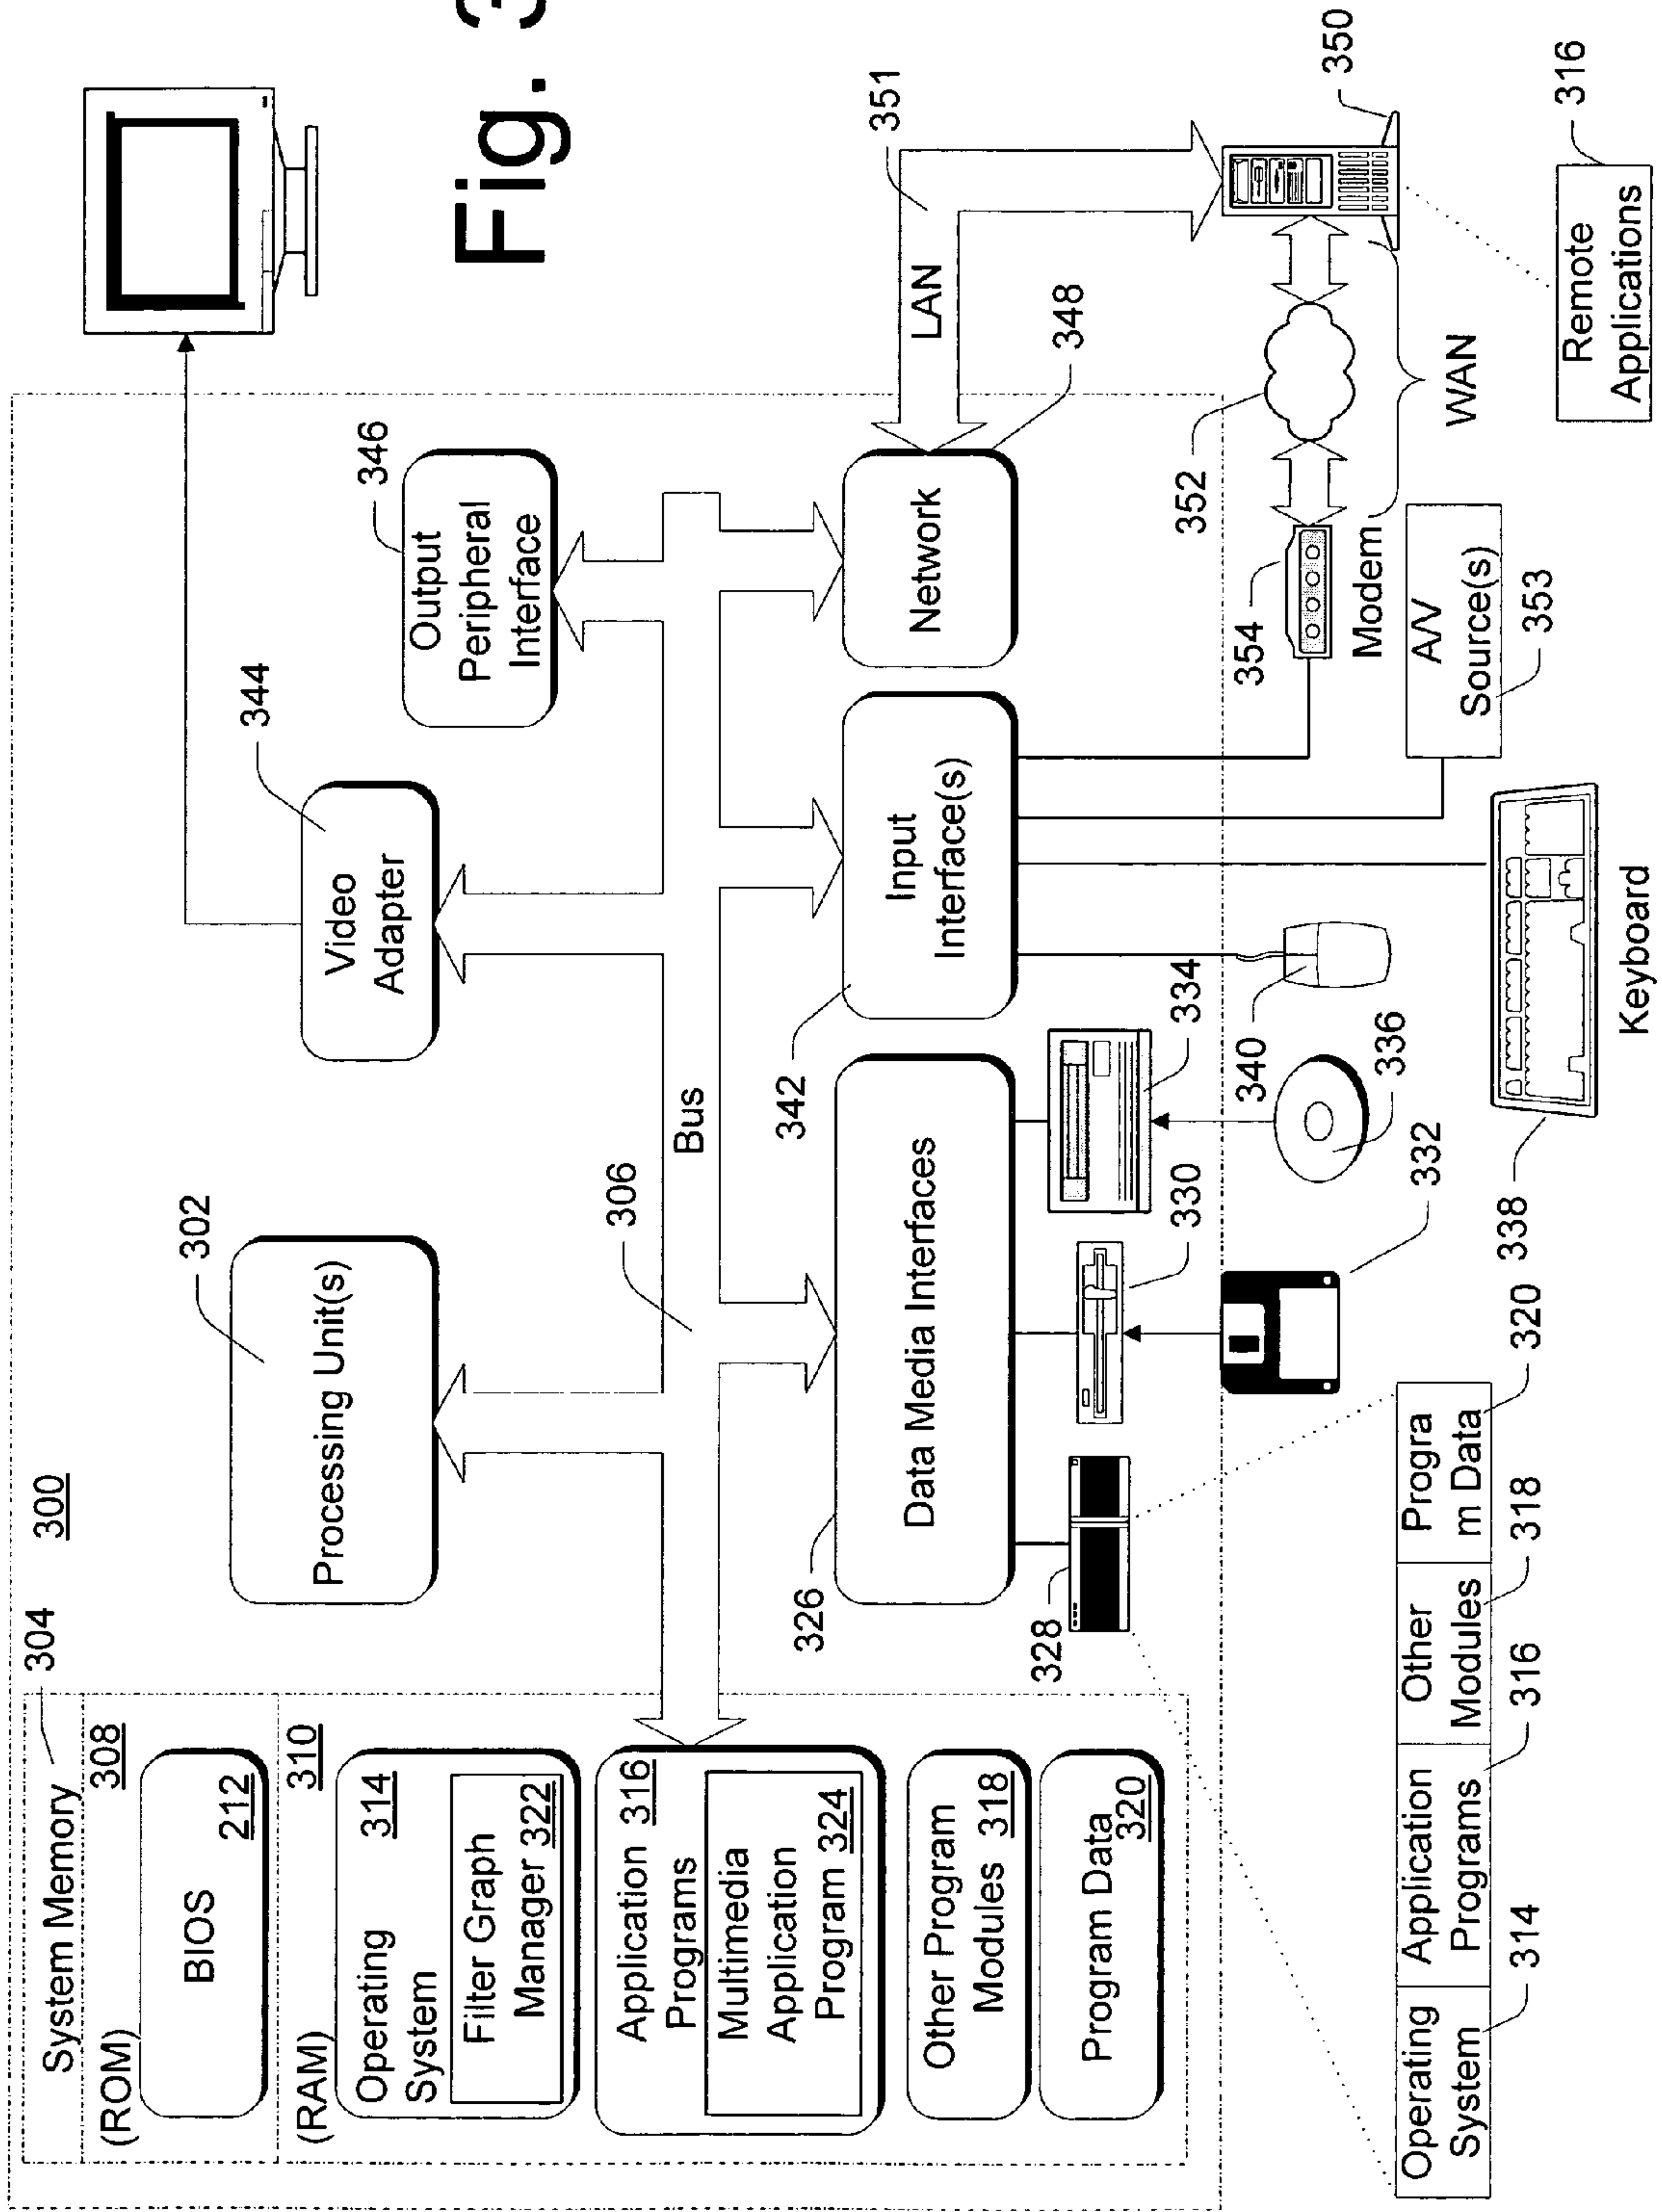 Fig. 3
300
System Memory
304
(ROM)
308
BIOS
212
(RAM)
310
Operating
System
314
Filter Graph
Manager 322
Application
Programs
316
Multimedia
Application
Program 324
Other Program
Modules 318
Program Data
320
Processing Unit(s)
302
Video
Adapter
344
Output
Peripheral
Interface
346
306
Bus
326
Data Media Interfaces
342
Input
Interface(s)
Network
348
LAN
351
328
330
334
340
336
332
354
Modem
352
WAN
350
Remote
Applications
316
A/V
Source(s)
353
338
Keyboard
Operating
System
314
Application
Programs
316
Other
Modules
318
Progra
m Data
320